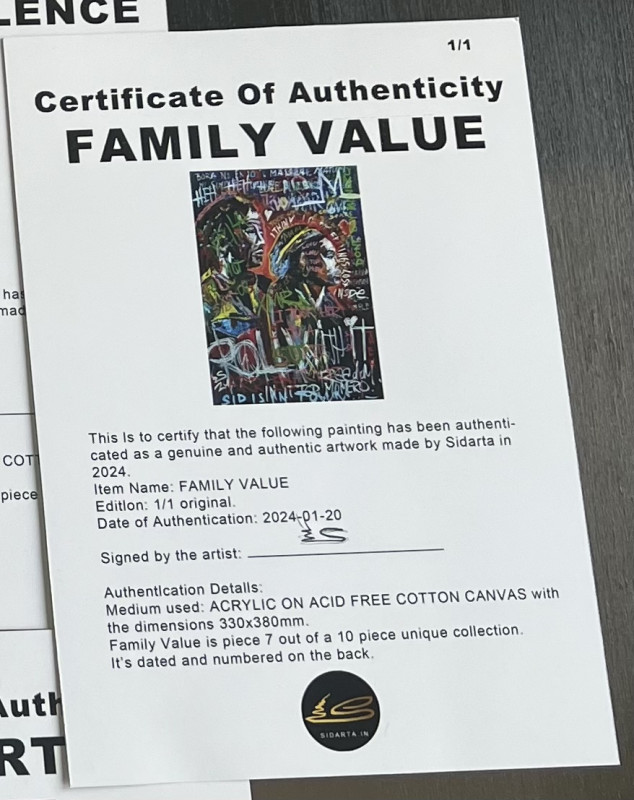 LENCE
1/1
Certificate Of Authenticity
FAMILY VALUE
ROL WITH IT
This Is to certify that the following painting has been authenti-
cated as a genuine and authentic artwork made by Sidarta in
2024.
Item Name: FAMILY VALUE
Edition: 1/1 original.
Date of Authentication: 2024-01-20
Signed by the artist:
Authentication Details:
Medium used: ACRYLIC ON ACID FREE COTTON CANVAS with
the dimensions 330x380mm.
Family Value is piece 7 out of a 10 piece unique collection.
It's dated and numbered on the back.
SIDARTA.IN
has
mad
COT
piece
Auth
RT